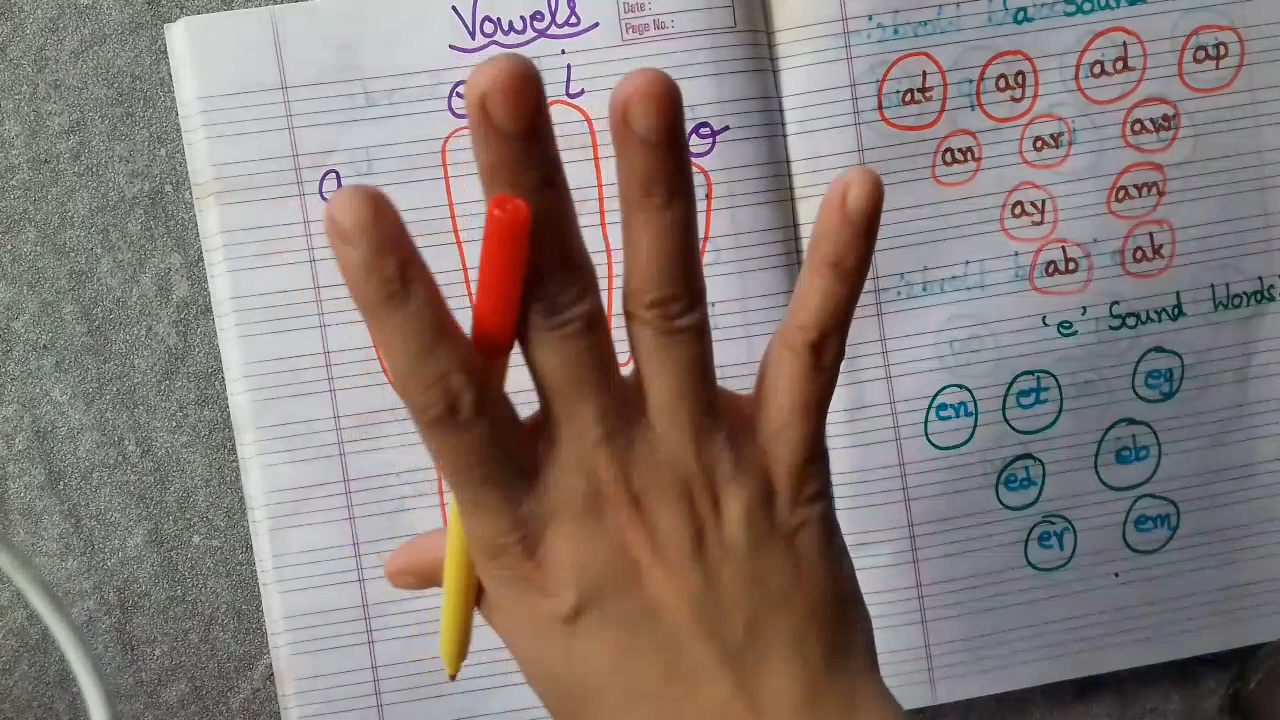 Vowels
Date :
Page No. :
e i
o
a
'a' Sound
at ag ad ap
an ar aw
ay am
ab ak
'e' Sound Words
en et eg
ed eb
er em